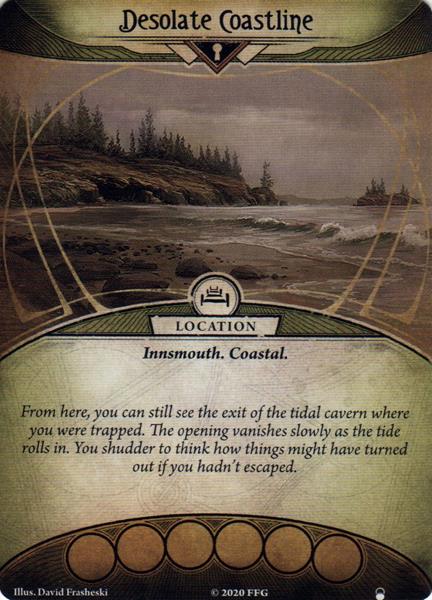 Desolate Coastline
LOCATION
Innsmouth. Coastal.
From here, you can still see the exit of the tidal cavern where
you were trapped. The opening vanishes slowly as the tide
rolls in. You shudder to think how things might have turned
out if you hadn't escaped.
Illus. David Frasheski
© 2020 FFG